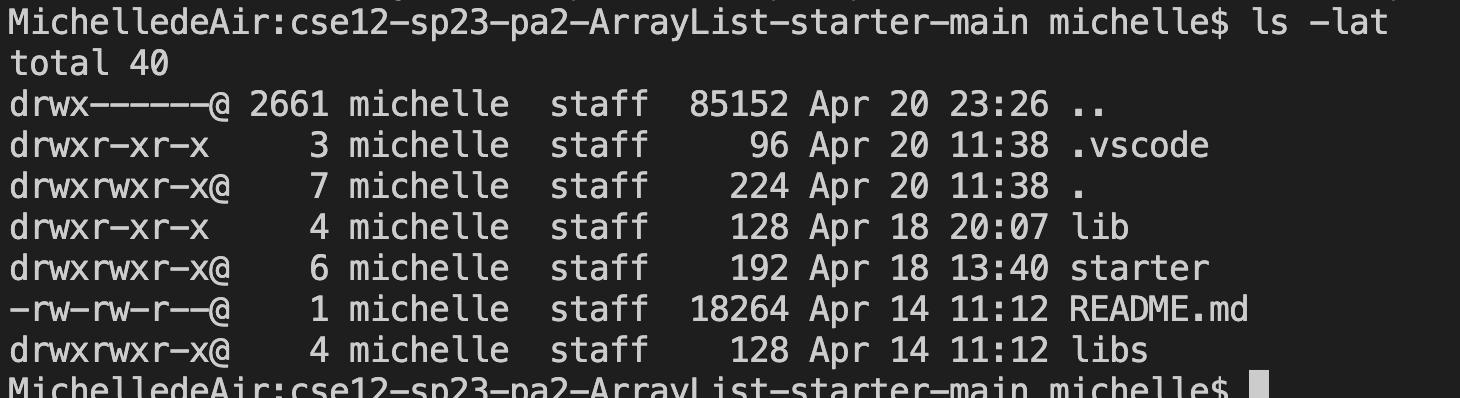 MichelledeAir:cse12-sp23-pa2-ArrayList-starter-main michelle$ ls -lat
total 40
drwx------@ 2661 michelle  staff  85152 Apr 20 23:26 ..
drwxr-xr-x     3 michelle  staff     96 Apr 20 11:38 .vscode
drwxrwxr-x@    7 michelle  staff    224 Apr 20 11:38 .
drwxr-xr-x     4 michelle  staff    128 Apr 18 20:07 lib
drwxrwxr-x@    6 michelle  staff    192 Apr 18 13:40 starter
-rw-rw-r--@    1 michelle  staff  18264 Apr 14 11:12 README.md
drwxrwxr-x@    4 michelle  staff    128 Apr 14 11:12 libs
MichelledeAir:cse12-sp23-pa2-ArrayList-starter-main michelle$